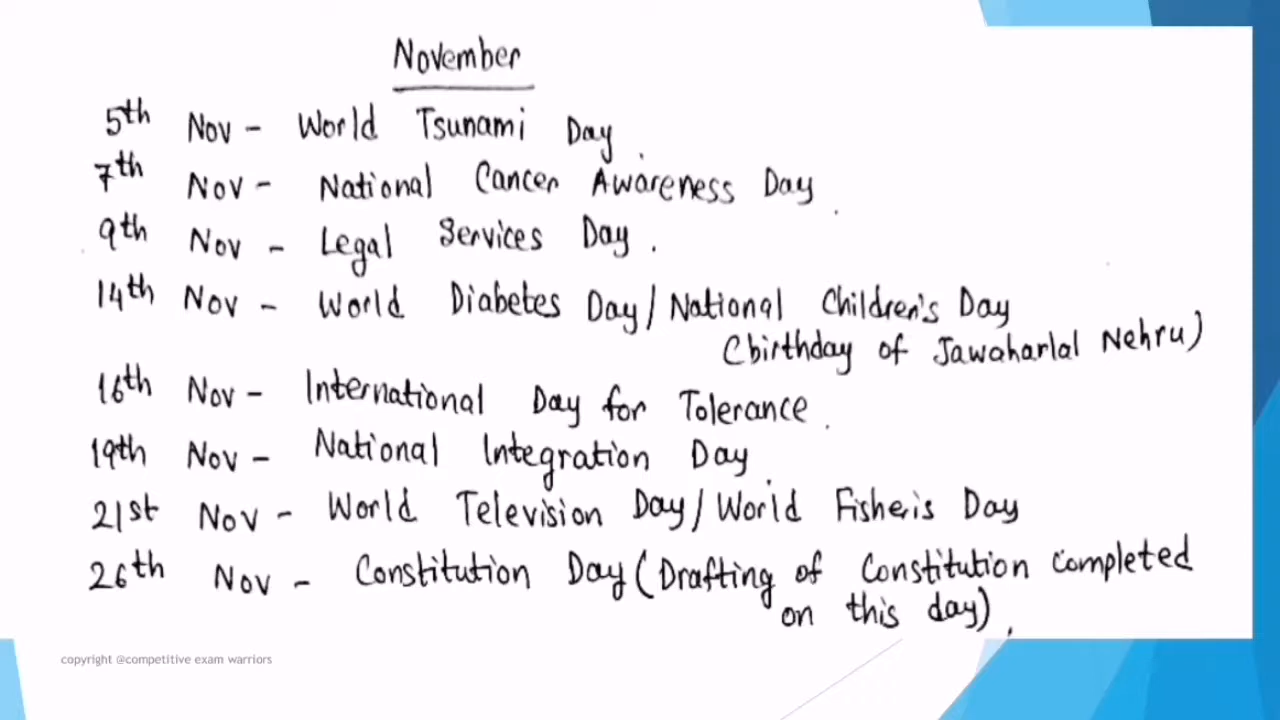 November
5th Nov - World Tsunami Day.
7th Nov - National Cancer Awareness Day.
9th Nov - Legal Services Day.
14th Nov - World Diabetes Day/National Children's Day
(birthday of Jawaharlal Nehru)
16th Nov - International Day for Tolerance.
19th Nov - National Integration Day.
21st Nov - World Television Day/World Fisheris Day
26th Nov - Constitution Day (Drafting of Constitution completed
on this day).
copyright @competitive exam warriors